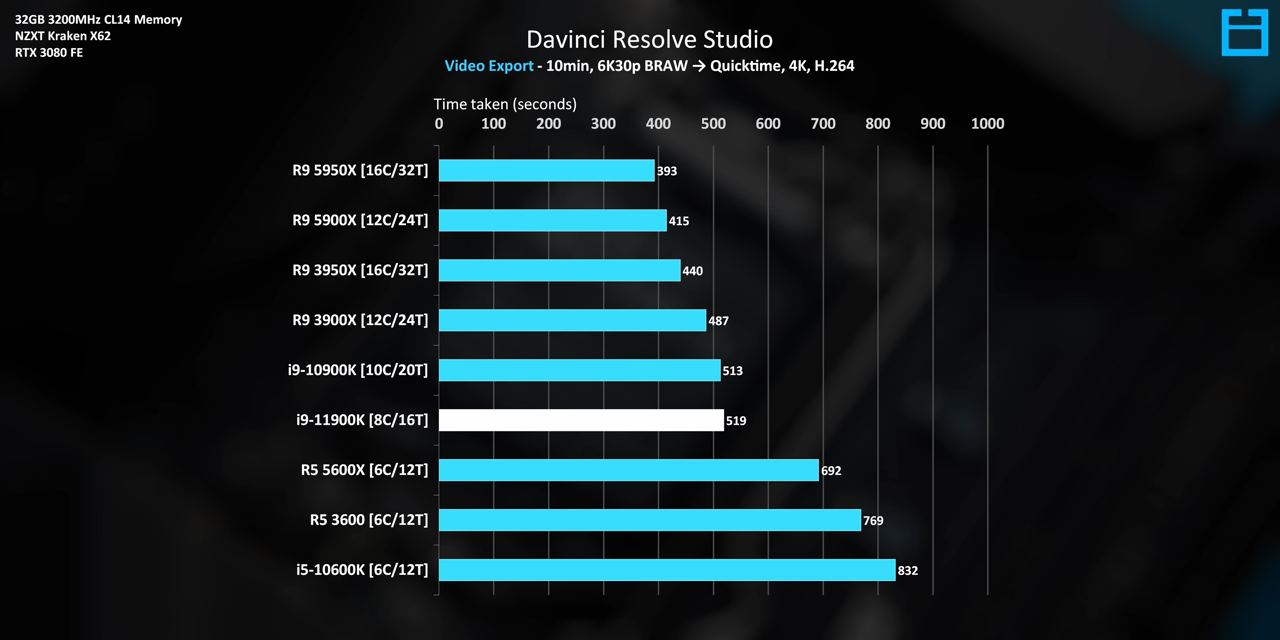 32GB 3200MHz CL14 Memory
NZXT Kraken X62
RTX 3080 FE
Davinci Resolve Studio
Video Export - 10min, 6K30p BRAW → Quicktime, 4K, H.264
Time taken (seconds)
0 100 200 300 400 500 600 700 800 900 1000
R9 5950X [16C/32T] 393
R9 5900X [12C/24T] 415
R9 3950X [16C/32T] 440
R9 3900X [12C/24T] 487
i9-10900K [10C/20T] 513
i9-11900K [8C/16T] 519
R5 5600X [6C/12T] 692
R5 3600 [6C/12T] 769
i5-10600K [6C/12T] 832